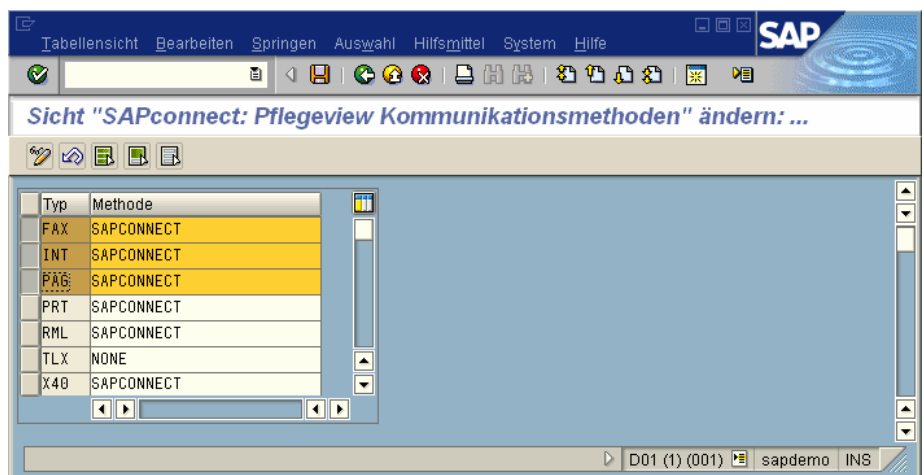 SAP
Tabellensicht Bearbeiten Springen Auswahl Hilfsmittel System Hilfe
Sicht "SAPconnect: Pflegeview Kommunikationsmethoden" ändern: ...
Typ Methode
FAX SAPCONNECT
INT SAPCONNECT
PAG SAPCONNECT
PRT SAPCONNECT
RML SAPCONNECT
TLX NONE
X40 SAPCONNECT
D01 (1) (001) sapdemo INS